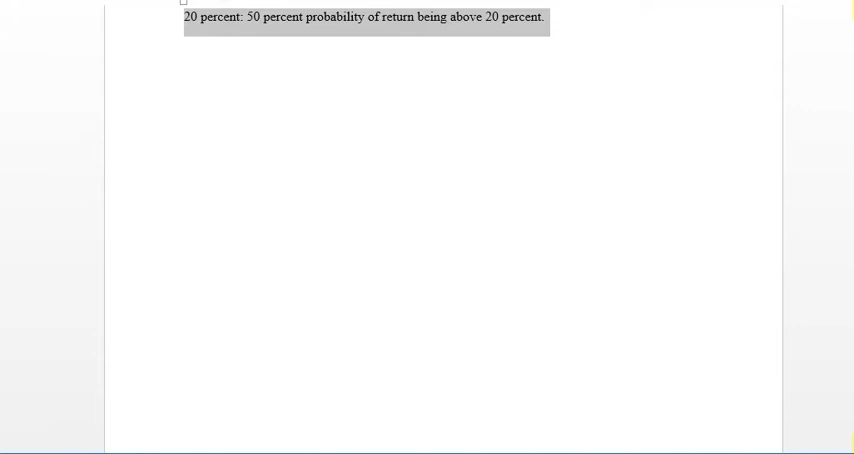 20 percent: 50 percent probability of return being above 20 percent.